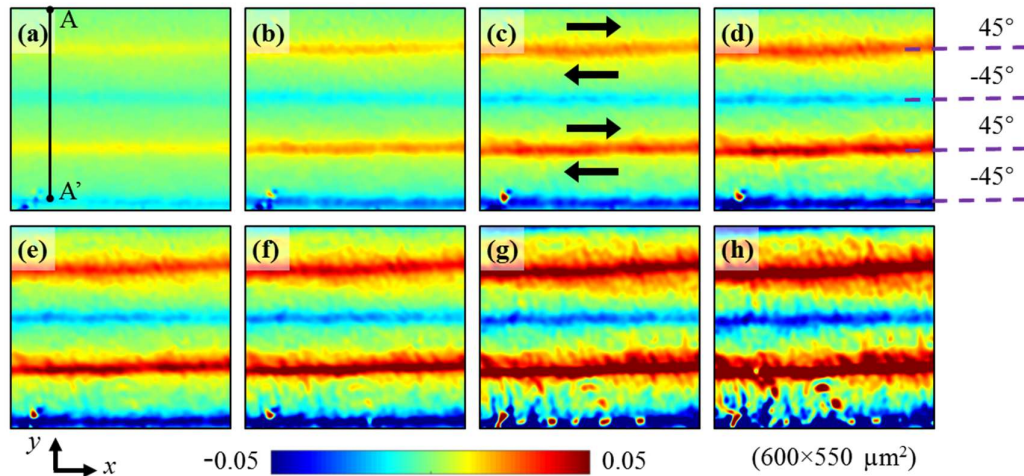 (a)
A
A'
(b)
(c)
(d)
45°
-45°
45°
-45°
(e)
(f)
(g)
(h)
y
x
-0.05
0.05
(600×550 μm²)